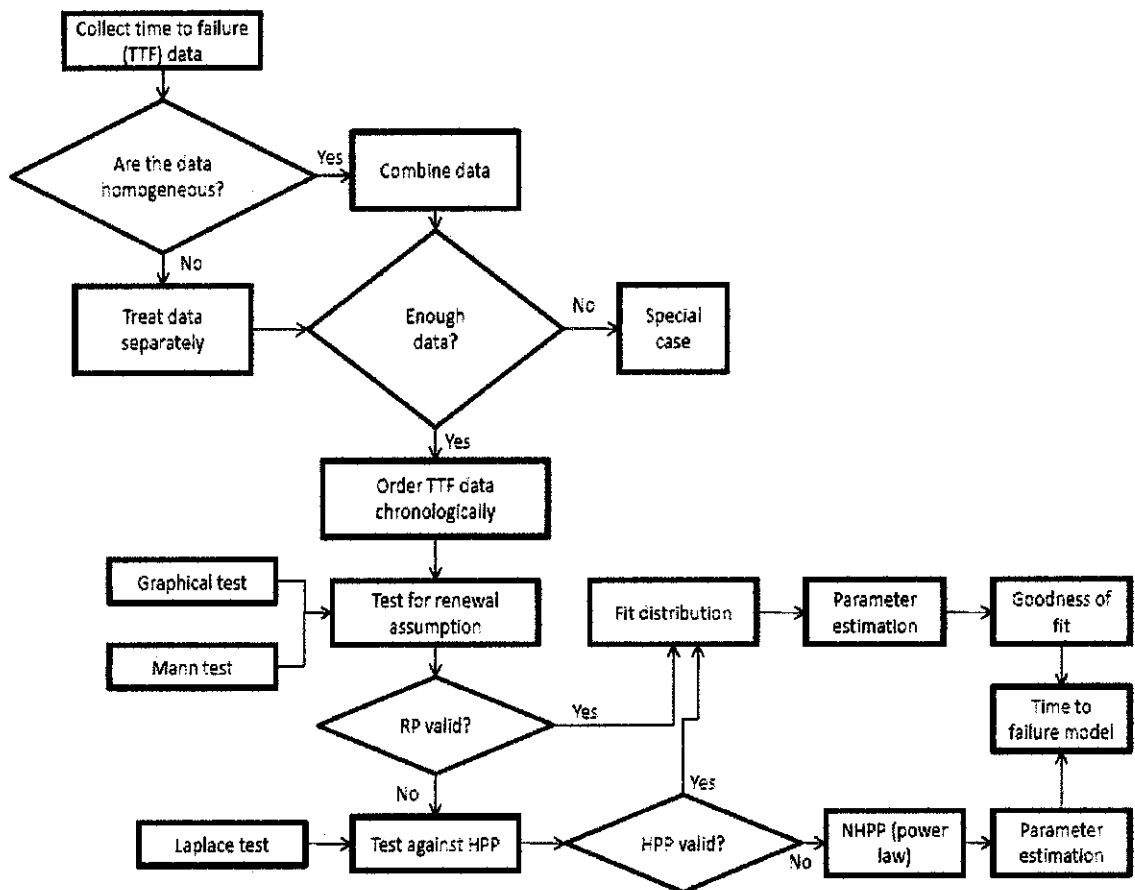 Collect time to failure
(TTF) data
Are the data
homogeneous?
Yes
Combine data
No
Treat data
separately
Enough
data?
No
Special
case
Yes
Order TTF data
chronologically
Graphical test
Mann test
Test for renewal
assumption
Fit distribution
Parameter
estimation
Goodness of
fit
RP valid?
Yes
Time to
failure model
No
Yes
Laplace test
Test against HPP
HPP valid?
No
NHPP (power
law)
Parameter
estimation